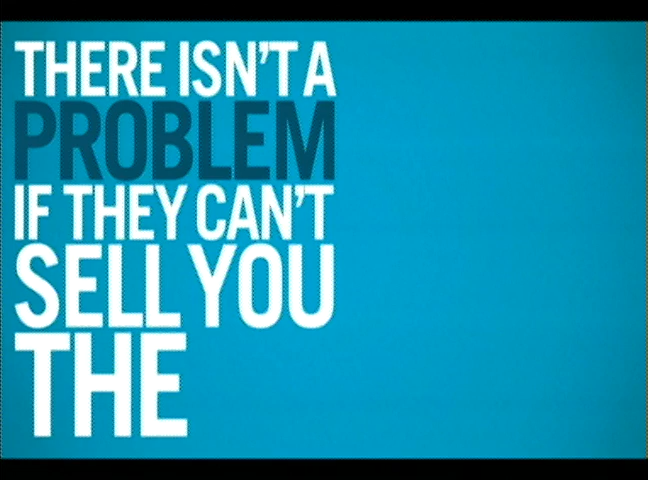 THERE ISN'T A
PROBLEM
IF THEY CAN'T
SELL YOU
THE